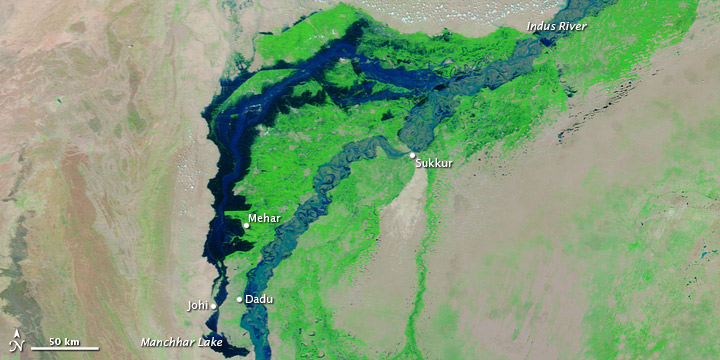 Indus River
Sukkur
Mehar
Johi
Dadu
Manchhar Lake
N
50 km